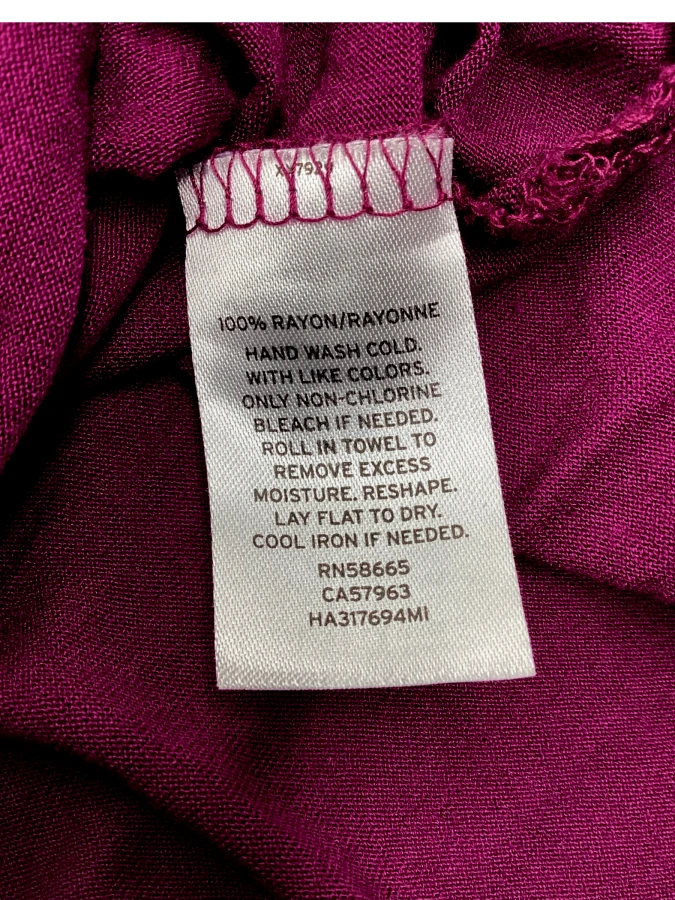 100% RAYON/RAYONNE
HAND WASH COLD.
WITH LIKE COLORS.
ONLY NON-CHLORINE
BLEACH IF NEEDED.
ROLL IN TOWEL TO
REMOVE EXCESS
MOISTURE. RESHAPE.
LAY FLAT TO DRY.
COOL IRON IF NEEDED.
RN58665
CA57963
HA317694MI